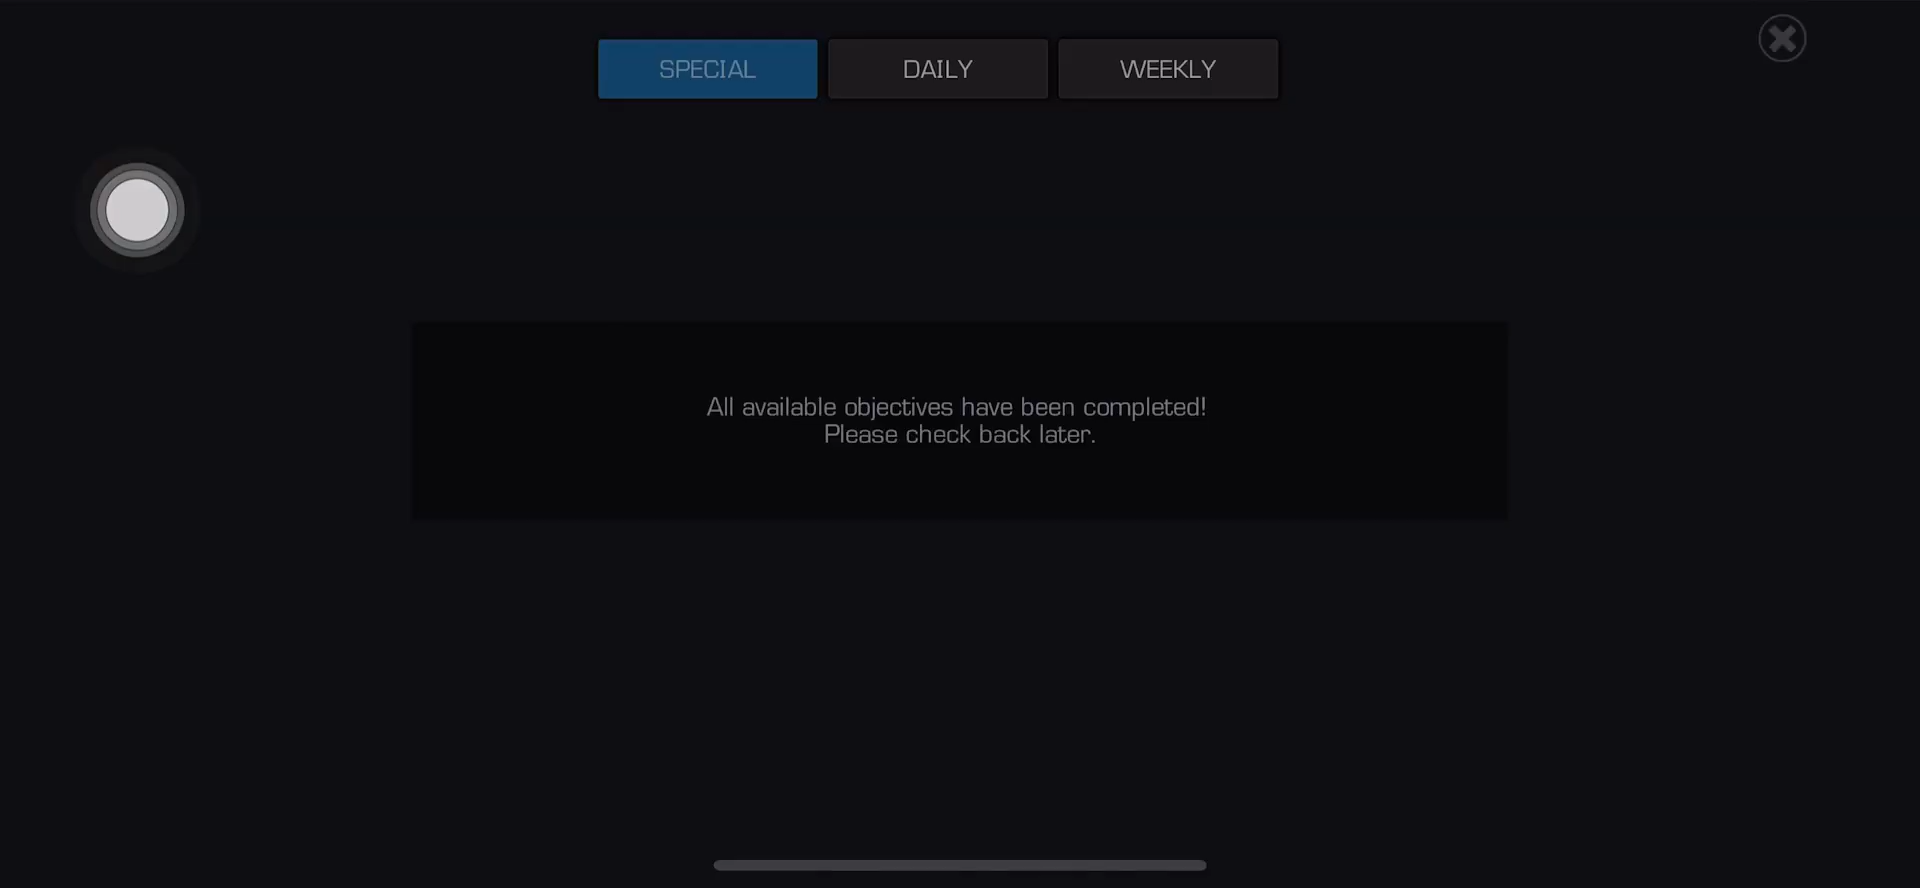 SPECIAL
DAILY
WEEKLY
All available objectives have been completed!
Please check back later.